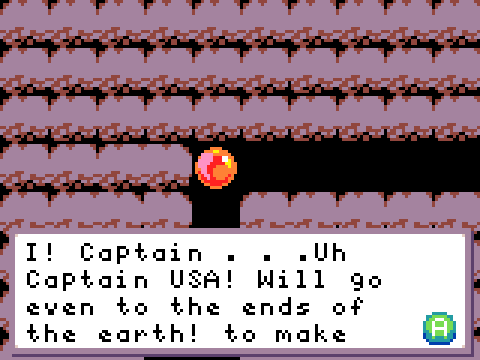 I! Captain . . .Uh
Captain USA! Will go
even to the ends of
the earth! to make
A